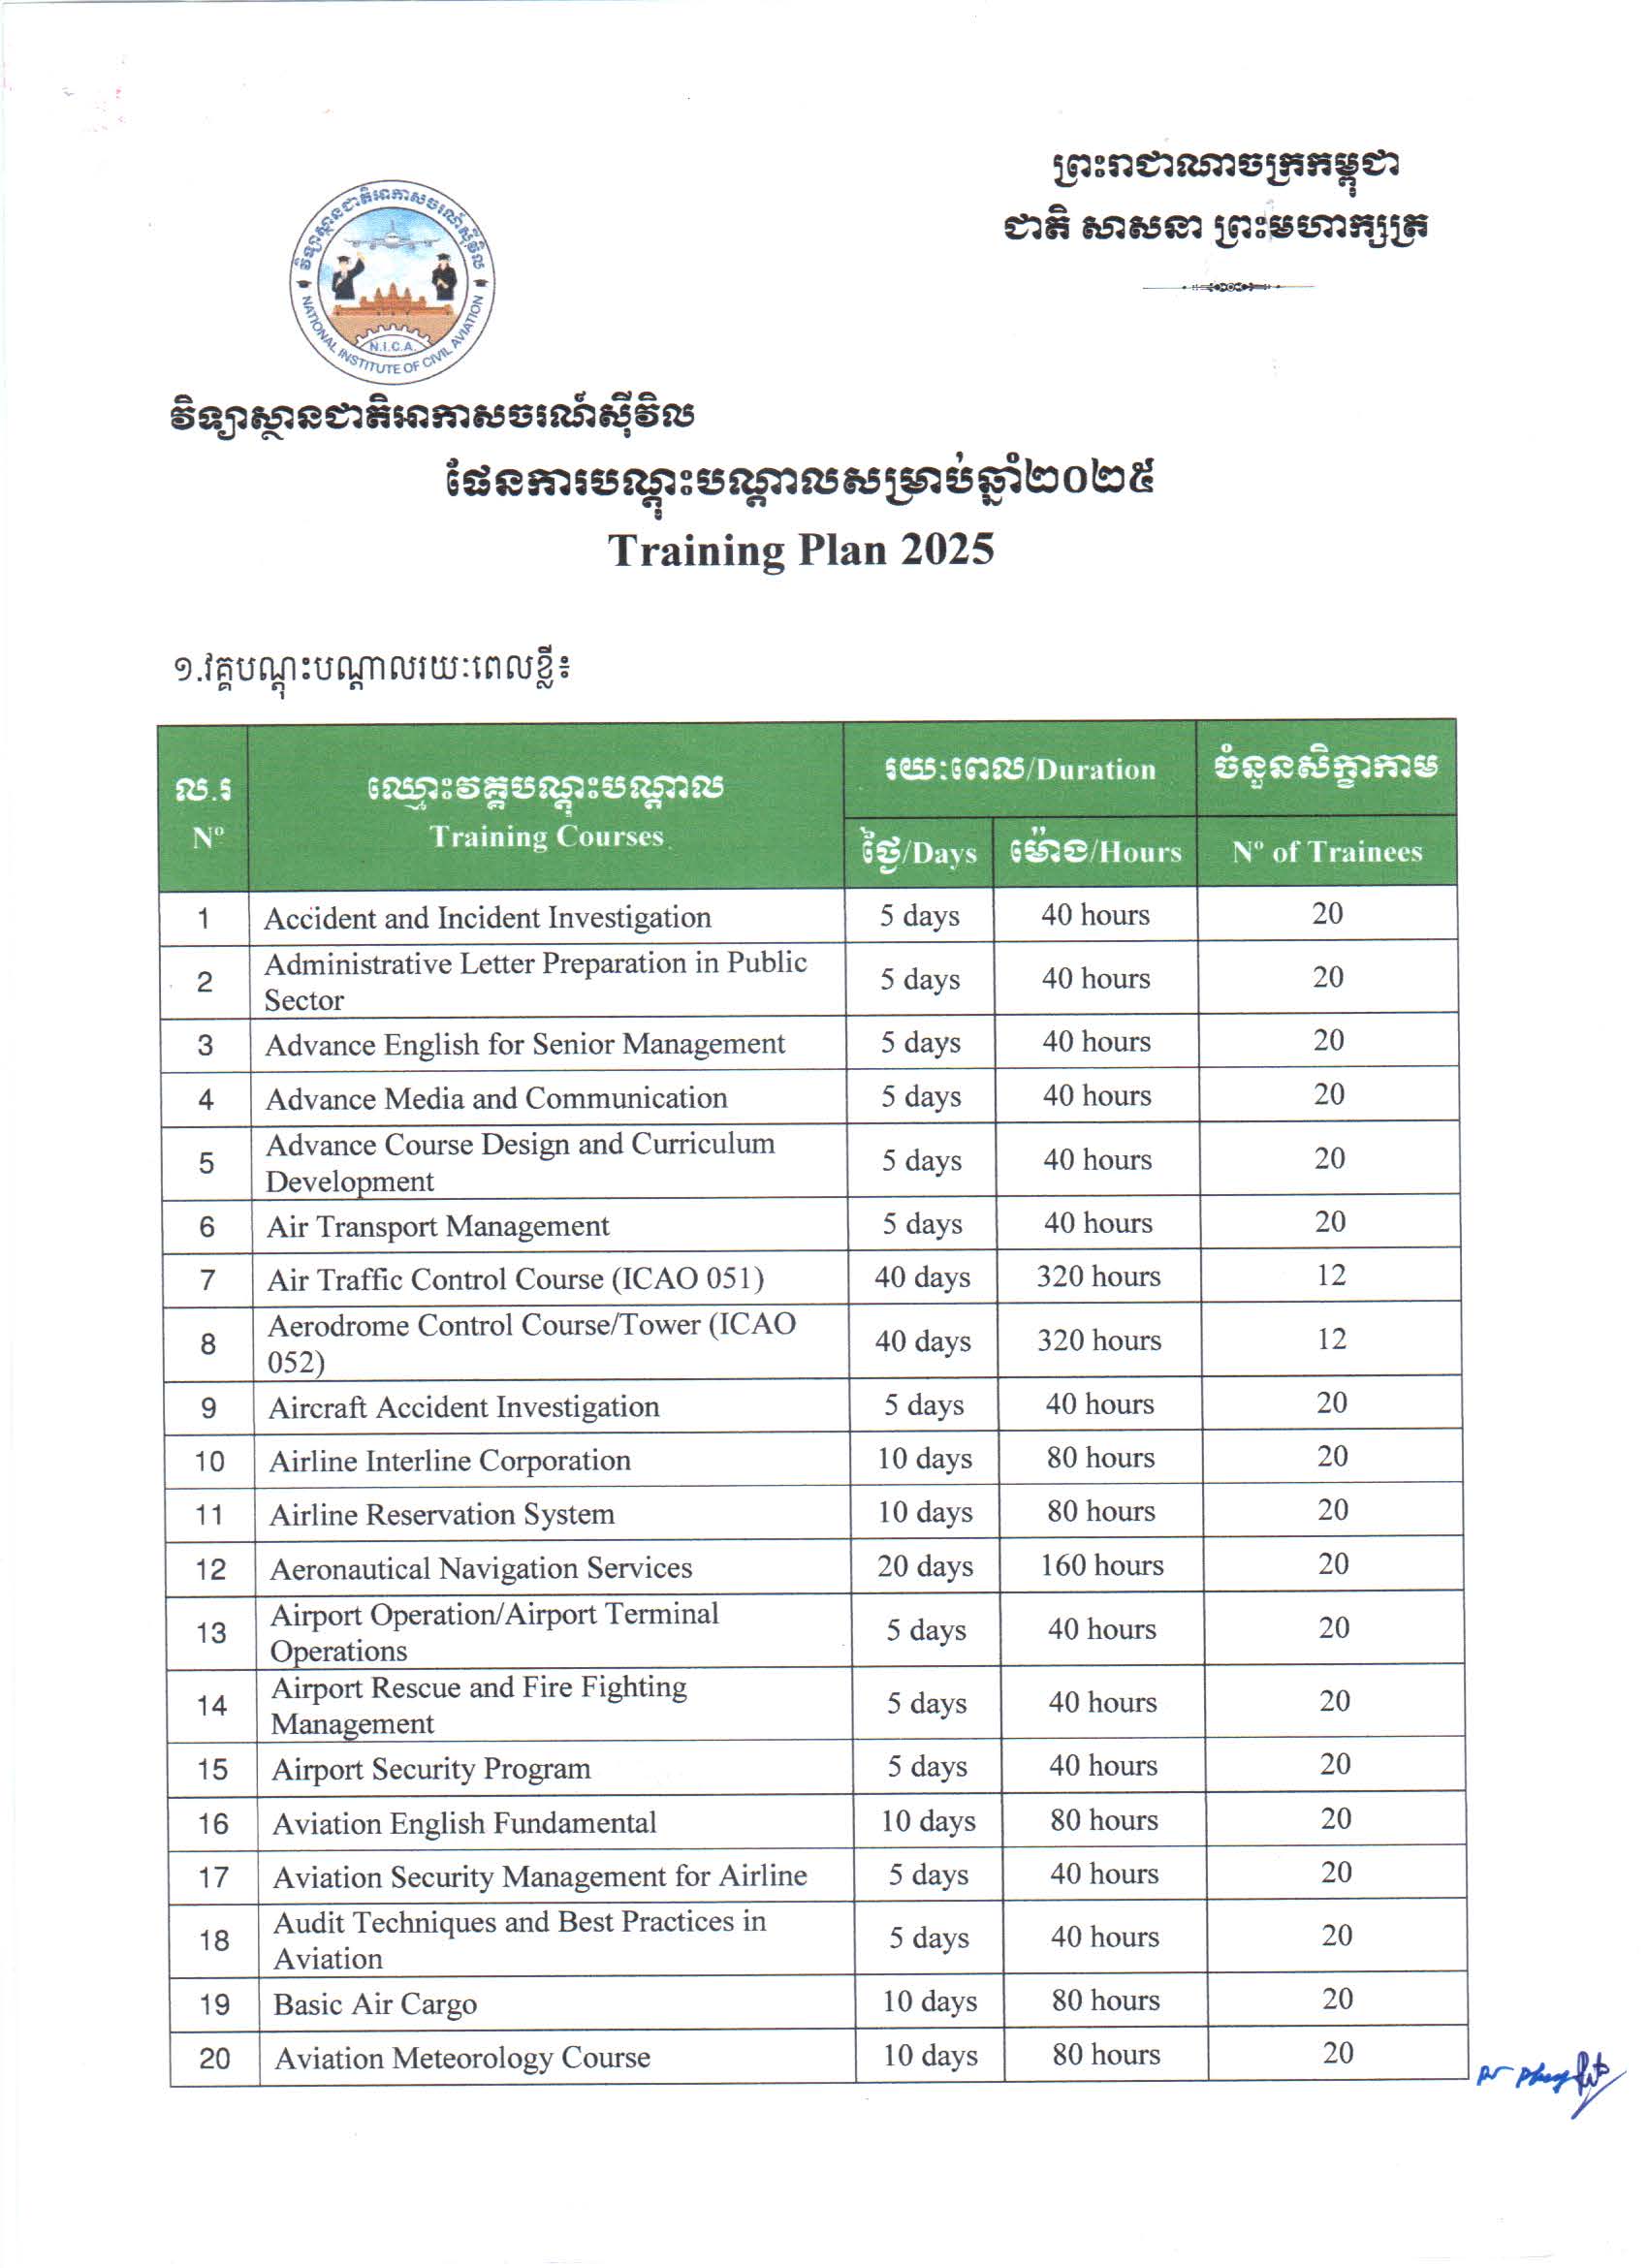 ព្រះរាជាណាចក្រកម្ពុជា
ជាតិ សាសនា ព្រះមហាក្សត្រ
វិទ្យាស្ថានជាតិអាកាសចរណ៍ស៊ីវិល
NATIONAL INSTITUTE OF CIVIL AVIATION
N.I.C.A.
វិទ្យាស្ថានជាតិអាកាសចរណ៍ស៊ីវិល
ផែនការបណ្តុះបណ្តាលសម្រាប់ឆ្នាំ២០២៥
Training Plan 2025
១.វគ្គបណ្តុះបណ្តាលរយៈពេលខ្លី៖
ល.រ ឈ្មោះវគ្គបណ្តុះបណ្តាល រយៈពេល/Duration ចំនួនសិក្ខាកាម
Nº Training Courses ថ្ងៃ/Days ម៉ោង/Hours Nº of Trainees
1 Accident and Incident Investigation 5 days 40 hours 20
2 Administrative Letter Preparation in Public 5 days 40 hours 20
Sector
3 Advance English for Senior Management 5 days 40 hours 20
4 Advance Media and Communication 5 days 40 hours 20
5 Advance Course Design and Curriculum 5 days 40 hours 20
Development
6 Air Transport Management 5 days 40 hours 20
7 Air Traffic Control Course (ICAO 051) 40 days 320 hours 12
8 Aerodrome Control Course/Tower (ICAO 40 days 320 hours 12
052)
9 Aircraft Accident Investigation 5 days 40 hours 20
10 Airline Interline Corporation 10 days 80 hours 20
11 Airline Reservation System 10 days 80 hours 20
12 Aeronautical Navigation Services 20 days 160 hours 20
13 Airport Operation/Airport Terminal 5 days 40 hours 20
Operations
14 Airport Rescue and Fire Fighting 5 days 40 hours 20
Management
15 Airport Security Program 5 days 40 hours 20
16 Aviation English Fundamental 10 days 80 hours 20
17 Aviation Security Management for Airline 5 days 40 hours 20
18 Audit Techniques and Best Practices in 5 days 40 hours 20
Aviation
19 Basic Air Cargo 10 days 80 hours 20
20 Aviation Meteorology Course 10 days 80 hours 20